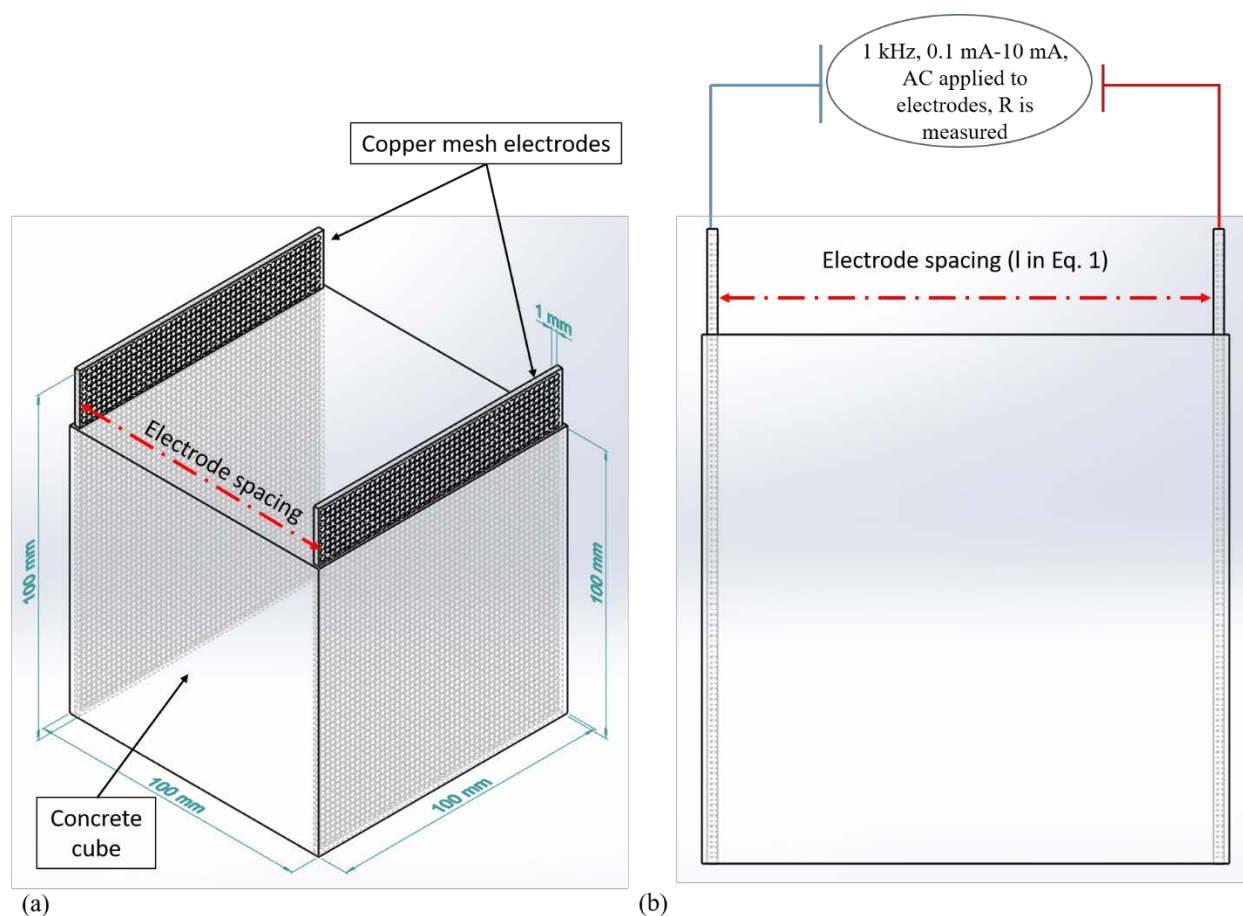 1 kHz, 0.1 mA-10 mA,
AC applied to
electrodes, R is
measured
Copper mesh electrodes
1 mm
Electrode spacing (l in Eq. 1)
Electrode spacing
100 mm
100 mm
100 mm
100 mm
Concrete
cube
(a)
(b)